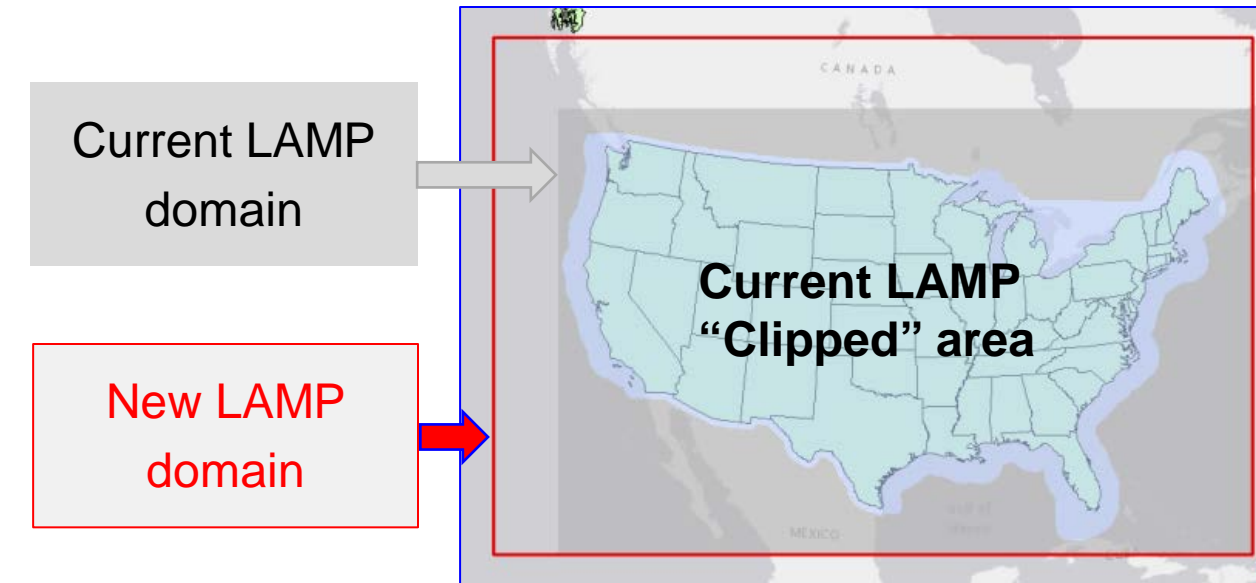 CANADA
Current LAMP
domain
Current LAMP
“Clipped” area
New LAMP
domain
MEXICO